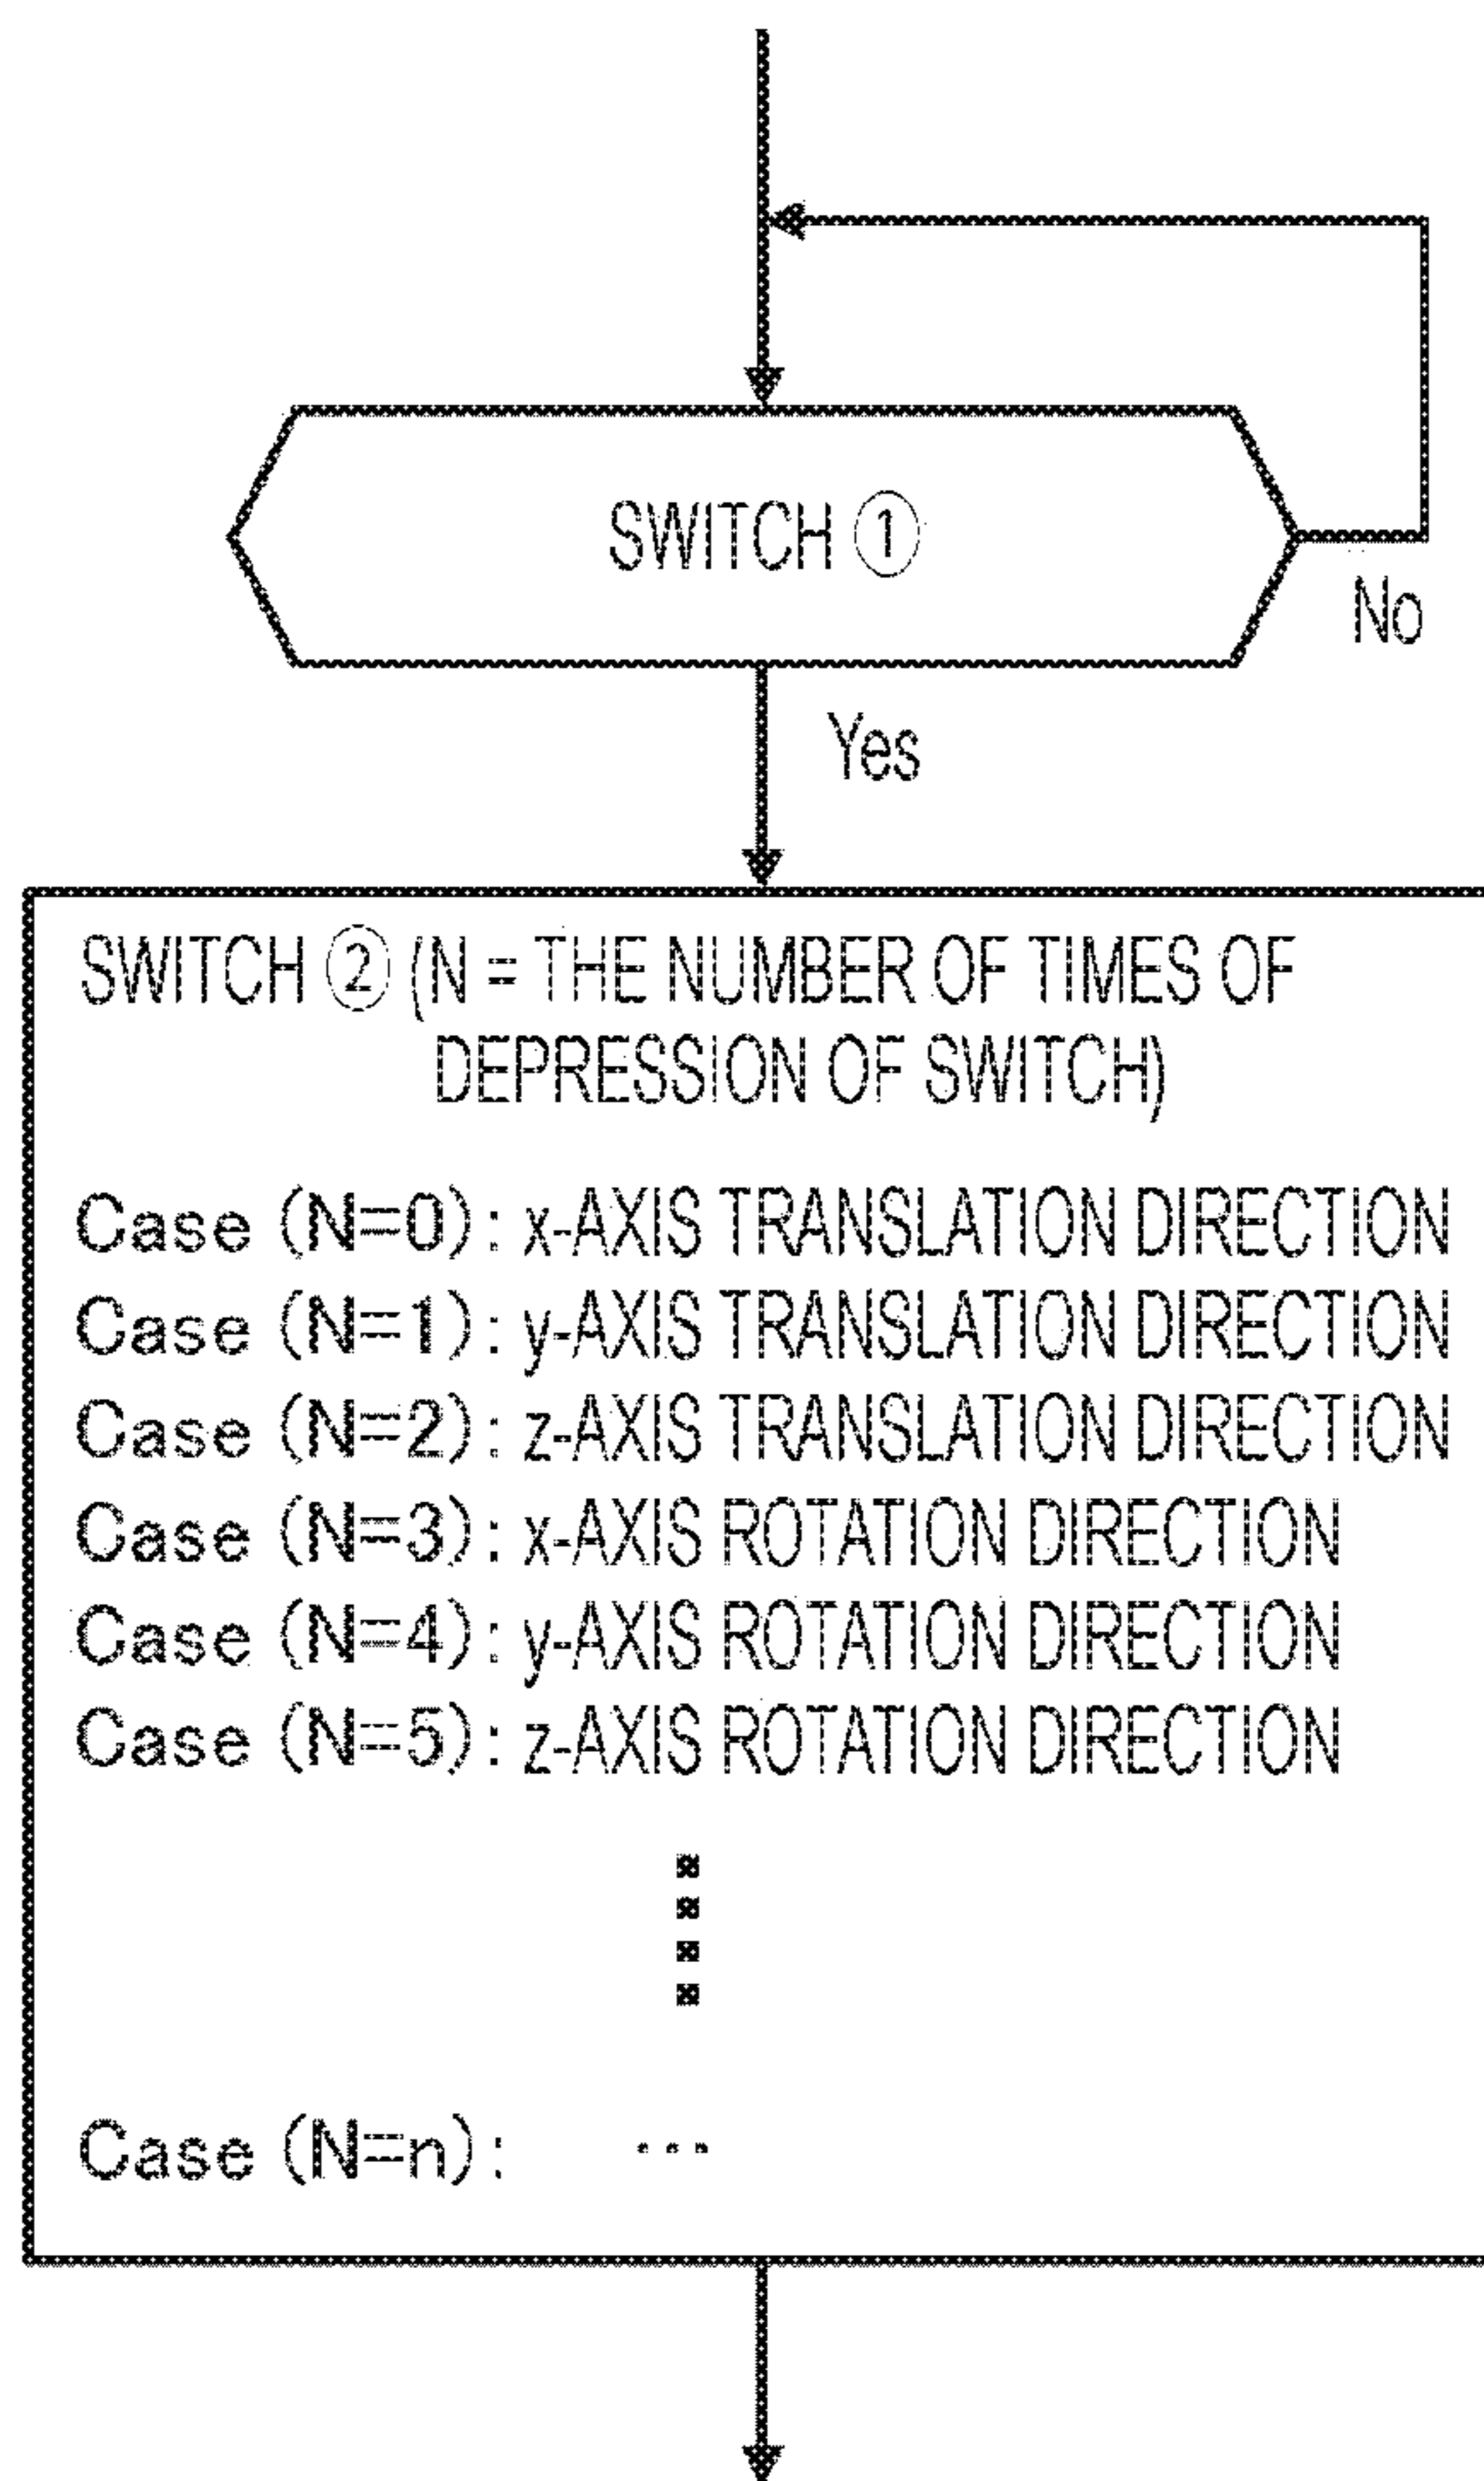 SWITCH ①
No
Yes
SWITCH ② (N = THE NUMBER OF TIMES OF
DEPRESSION OF SWITCH)
Case (N=0): x-AXIS TRANSLATION DIRECTION
Case (N=1): y-AXIS TRANSLATION DIRECTION
Case (N=2): z-AXIS TRANSLATION DIRECTION
Case (N=3): x-AXIS ROTATION DIRECTION
Case (N=4): y-AXIS ROTATION DIRECTION
Case (N=5): z-AXIS ROTATION DIRECTION
Case (N=n): ...